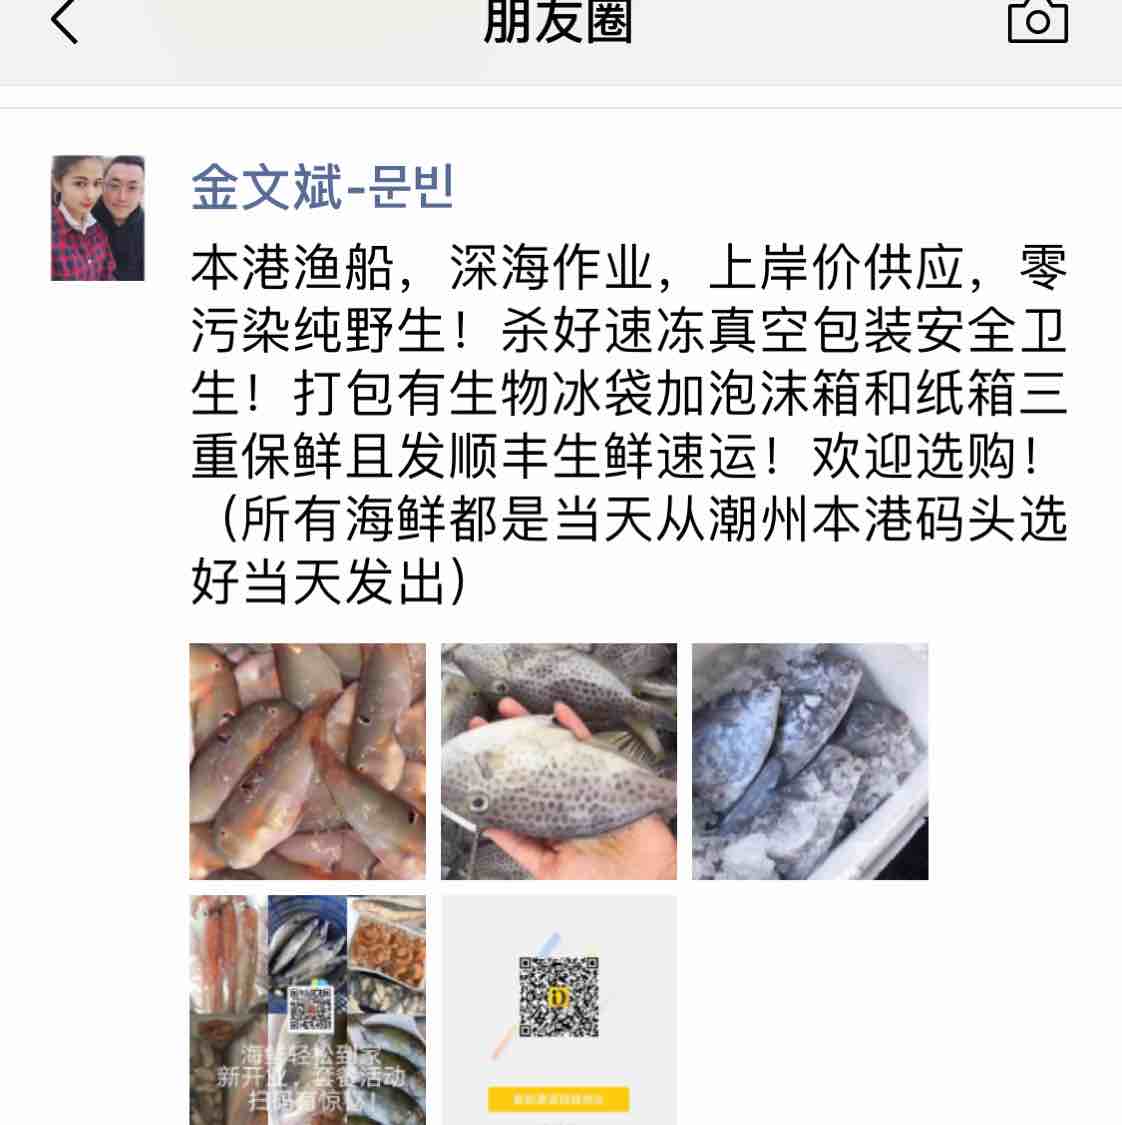 朋友圈
金文斌-문빈
本港渔船，深海作业，上岸价供应，零
污染纯野生！杀好速冻真空包装安全卫
生！打包有生物冰袋加泡沫箱和纸箱三
重保鲜且发顺丰生鲜速运！欢迎选购！
（所有海鲜都是当天从潮州本港码头选
好当天发出）
海鲜轻松到家
新开业，套餐活动
扫码有惊喜！